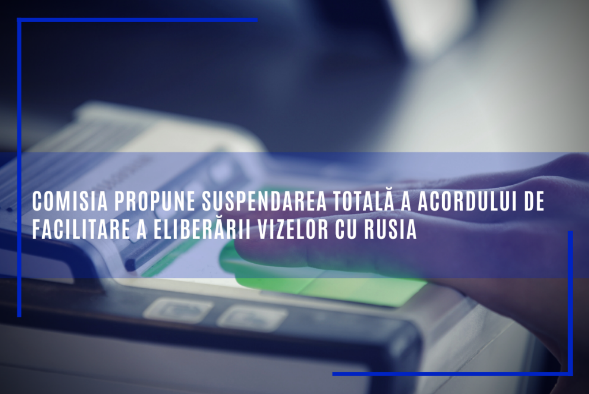 COMISIA PROPUNE SUSPENDAREA TOTALĂ A ACORDULUI DE
FACILITARE A ELIBERĂRII VIZELOR CU RUSIA